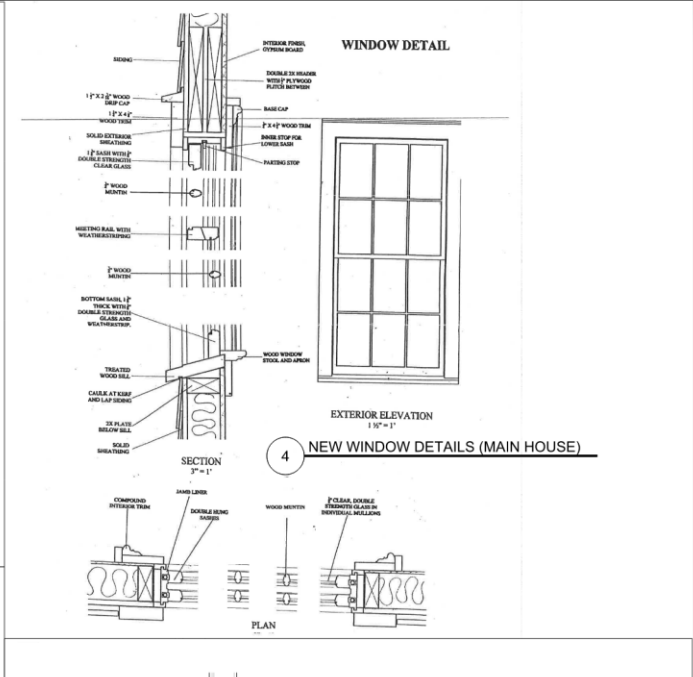 WINDOW DETAIL
INTERIOR FINISH,
GYPSUM BOARD
SIDING
DOUBLE 2X HEADER
WITH ½" PLYWOOD
FLITCH BETWEEN
WOOD
DRIP CAP
BASE CAP
WOOD TRIM
WOOD TRIM
SOLID EXTERIOR
SHEATHING
INNER STOP FOR
LOWER SASH
SASH WITH
DOUBLE STRENGTH
CLEAR GLASS
PARTING STOP
WOOD
MUNTIN
MEETING RAIL WITH
WEATHERSTRIPING
WOOD
MUNTIN
BOTTOM SASH,
THICK WITH
DOUBLE STRENGTH
GLASS AND
WEATHERSTRIP.
WOOD WINDOW
STOOL AND APRON
TREATED
WOOD SILL
CAULK AT KERF
AND LAP SIDING
2X PLATE
BELOW SILL
SOLID
SHEATHING
EXTERIOR ELEVATION
1 ½" = 1'
SECTION
3" = 1'
4
NEW WINDOW DETAILS (MAIN HOUSE)
COMPOUND
INTERIOR TRIM
JAMB LINER
DOUBLE HUNG
SASHES
WOOD MUNTIN
CLEAR, DOUBLE
STRENGTH GLASS IN
INDIVIDUAL MULLIONS
PLAN